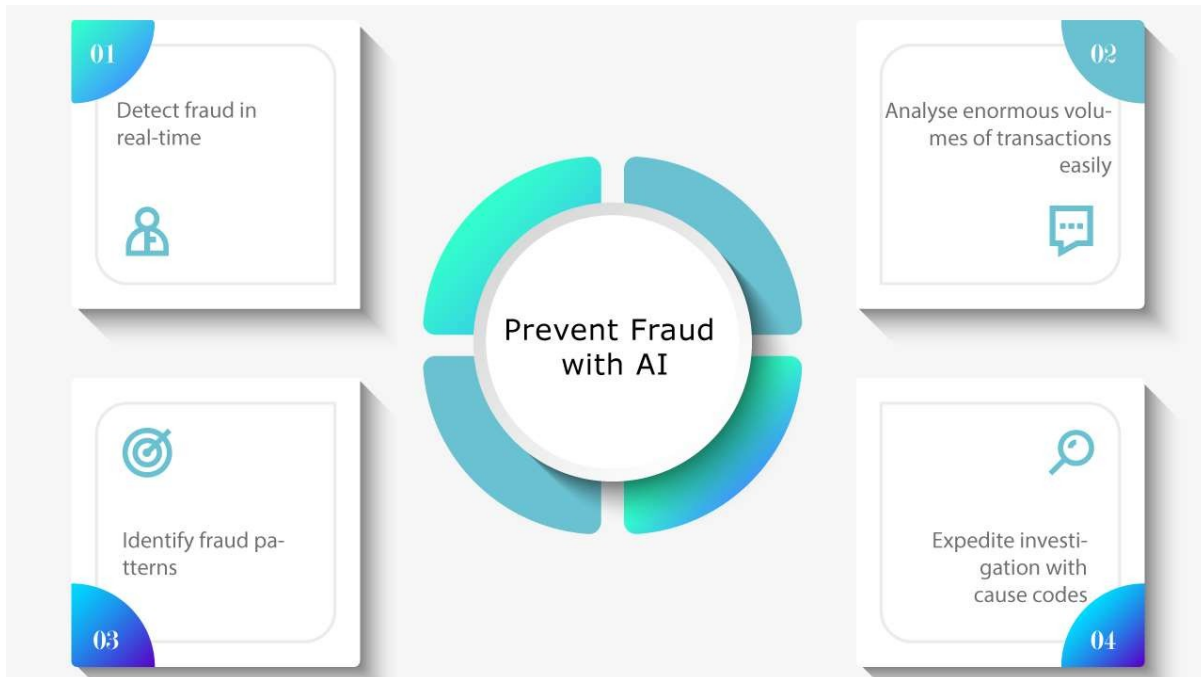 01
Detect fraud in
real-time
02
Analyse enormous volu-
mes of transactions
easily
Prevent Fraud
with AI
Identify fraud pa-
tterns
03
Expedite investi-
gation with
cause codes
04